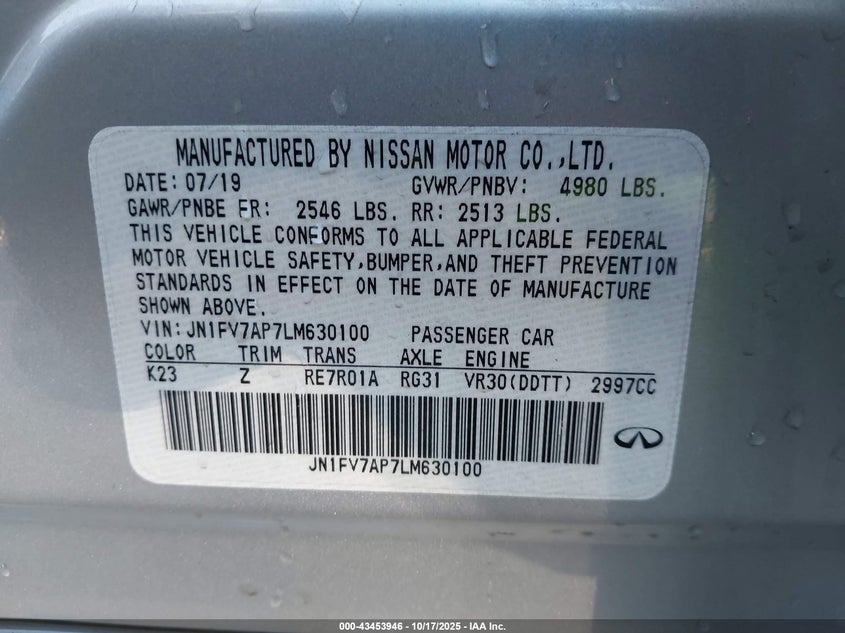 MANUFACTURED BY NISSAN MOTOR CO.,LTD.
DATE: 07/19 GVWR/PNBV: 4980 LBS.
GAWR/PNBE FR: 2546 LBS. RR: 2513 LBS.
THIS VEHICLE CONFORMS TO ALL APPLICABLE FEDERAL
MOTOR VEHICLE SAFETY,BUMPER,AND THEFT PREVENTION
STANDARDS IN EFFECT ON THE DATE OF MANUFACTURE
SHOWN ABOVE.
VIN:JN1FV7AP7LM630100 PASSENGER CAR
COLOR TRIM TRANS AXLE ENGINE
K23 Z RE7R01A RG31 VR30(DDTT) 2997CC
JN1FV7AP7LM630100
000-43453946 - 10/17/2025 - IAA Inc.